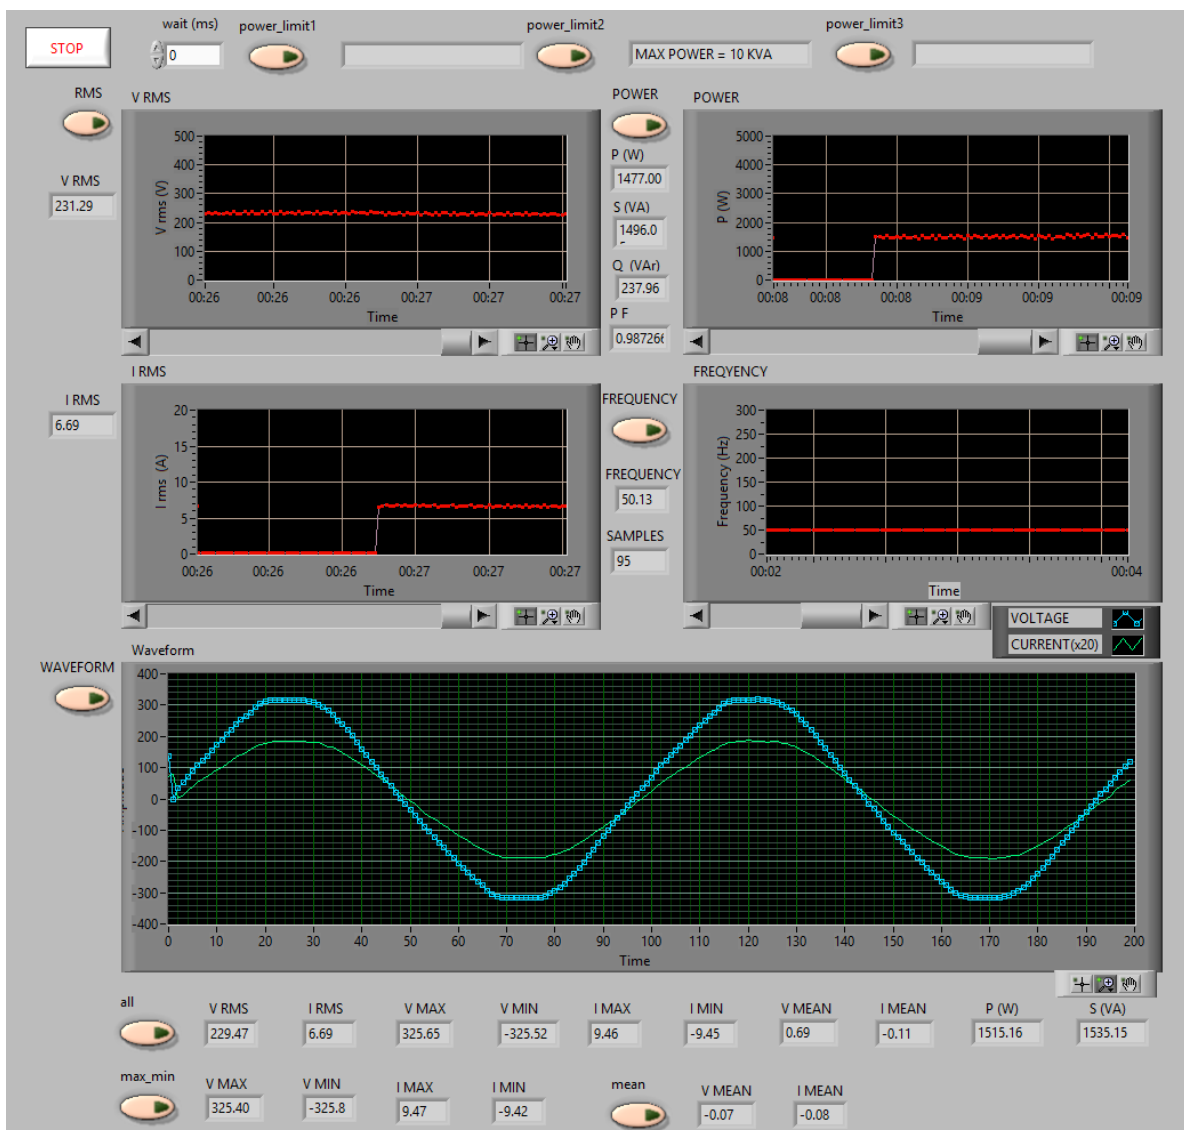 STOP
wait (ms)
0
power_limit1
power_limit2
MAX POWER = 10 KVA
power_limit3
RMS
V RMS
231.29
V RMS
500
400
300
200
100
0
V rms (V)
00:26 00:26 00:26 00:27 00:27 00:27
Time
POWER
P (W)
1477.00
S (VA)
1496.0
Q (VAr)
237.96
P F
0.987266
POWER
5000
4000
3000
2000
1000
0
P (W)
00:08 00:08 00:08 00:09 00:09 00:09
Time
I RMS
6.69
I RMS
20
15
10
5
0
I rms (A)
00:26 00:26 00:26 00:27 00:27 00:27
Time
FREQUENCY
FREQUENCY
50.13
SAMPLES
95
FREQYENCY
300
250
200
150
100
50
0
Frequency (Hz)
00:02 00:04
Time
VOLTAGE
CURRENT(x20)
WAVEFORM
Waveform
400
300
200
100
0
-100
-200
-300
-400
0 10 20 30 40 50 60 70 80 90 100 110 120 130 140 150 160 170 180 190 200
Time
all
V RMS I RMS V MAX V MIN I MAX I MIN V MEAN I MEAN P (W) S (VA)
229.47 6.69 325.65 -325.52 9.46 -9.45 0.69 -0.11 1515.16 1535.15
max_min
V MAX V MIN I MAX I MIN
325.40 -325.8 9.47 -9.42
mean
V MEAN I MEAN
-0.07 -0.08